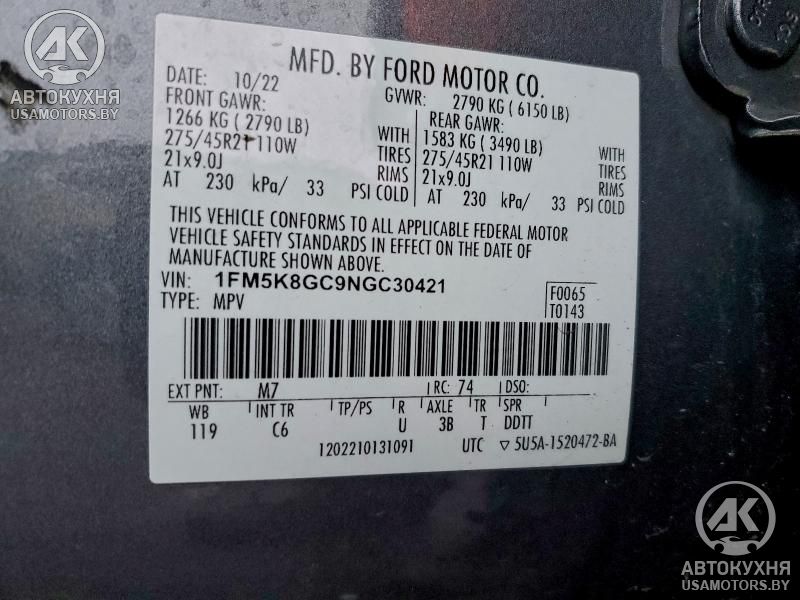 АК
АВТОКУХНЯ
USAMOTORS.BY
MFD. BY FORD MOTOR CO.
DATE: 10/22 GVWR: 2790 KG ( 6150 LB)
FRONT GAWR: REAR GAWR:
1266 KG ( 2790 LB) WITH 1583 KG ( 3490 LB) WITH
275/45R21 110W TIRES 275/45R21 110W TIRES
21x9.0J RIMS 21x9.0J RIMS
AT 230 kPa/ 33 PSI COLD AT 230 kPa/ 33 PSI COLD
THIS VEHICLE CONFORMS TO ALL APPLICABLE FEDERAL MOTOR
VEHICLE SAFETY STANDARDS IN EFFECT ON THE DATE OF
MANUFACTURE SHOWN ABOVE.
VIN: 1FM5K8GC9NGC30421 F0065
TYPE: MPV T0143
EXT PNT: M7 RC: 74 DSO:
WB INT TR TP/PS R AXLE TR SPR
119 C6 U 3B T DDTT
1202210131091 UTC ▽ 5U5A-1520472-BA
АК
АВТОКУХНЯ
USAMOTORS.BY